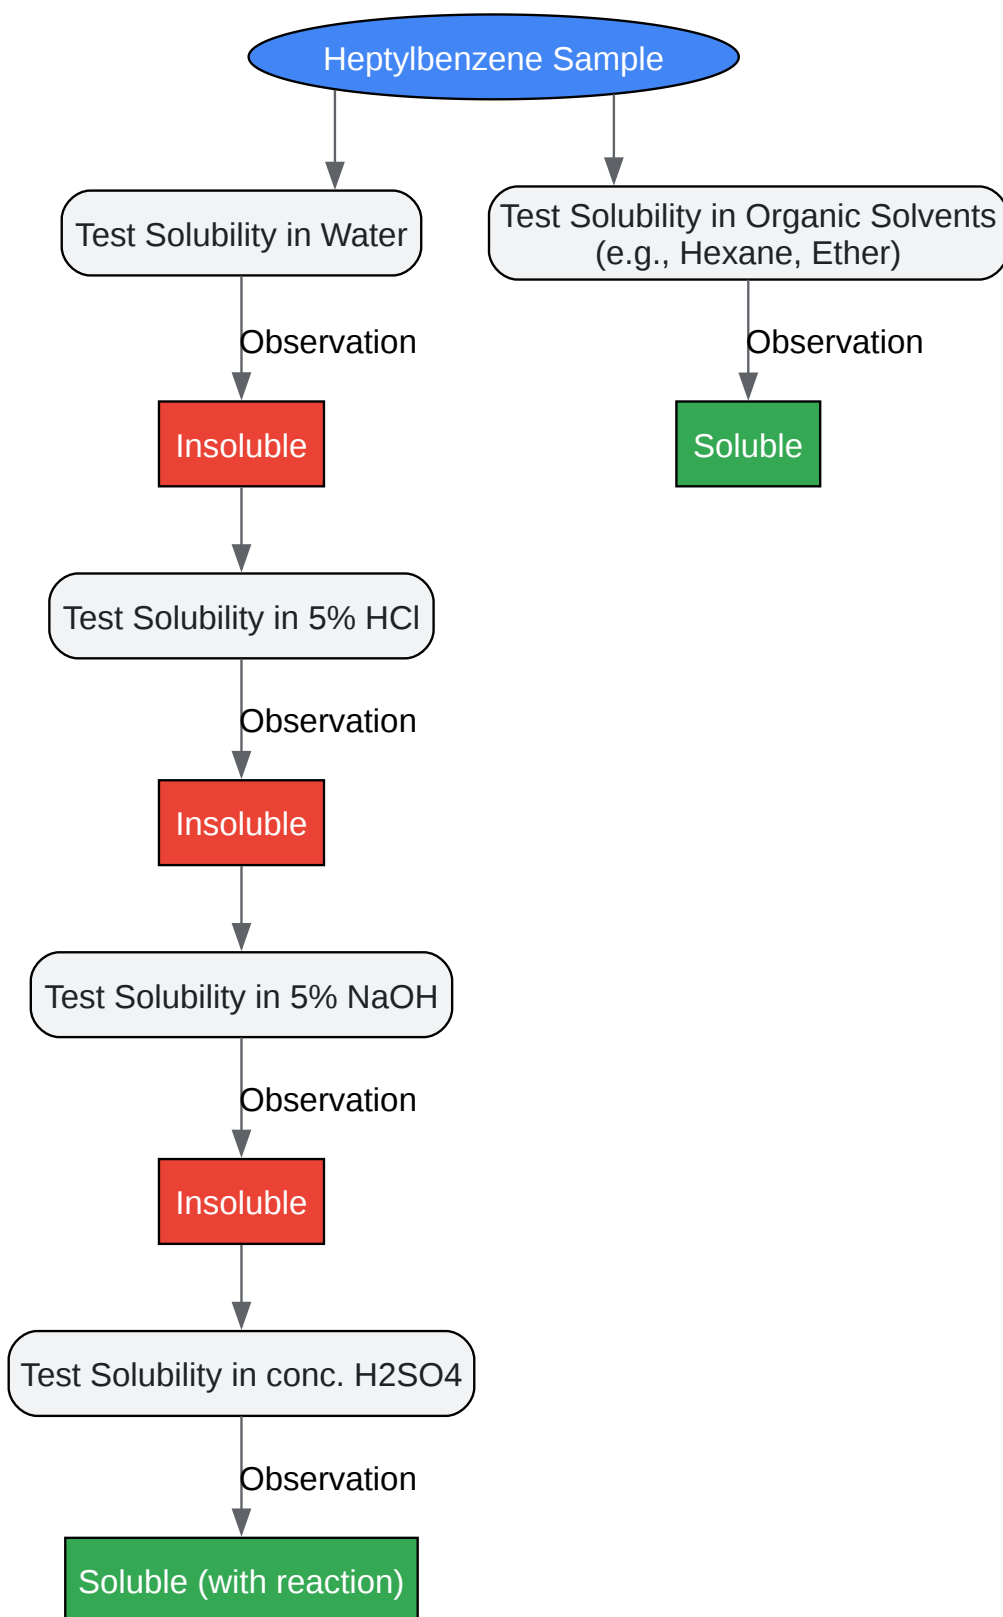 Heptylbenzene Sample
Test Solubility in Water
Test Solubility in Organic Solvents
(e.g., Hexane, Ether)
Observation
Observation
Insoluble
Soluble
Test Solubility in 5% HCl
Observation
Insoluble
Test Solubility in 5% NaOH
Observation
Insoluble
Test Solubility in conc. H2SO4
Observation
Soluble (with reaction)